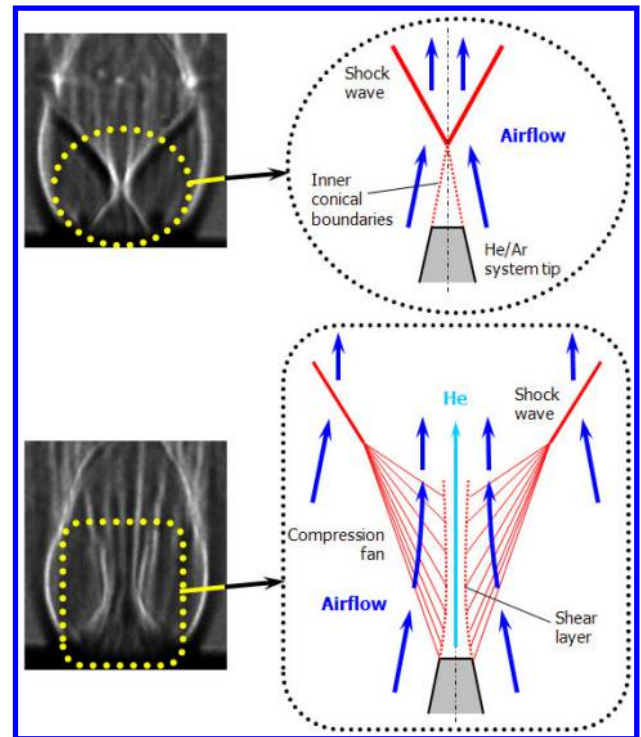 Shock
wave
Airflow
Inner
conical
boundaries
He/Ar
system tip
He
Shock
wave
Compression
fan
Airflow
Shear
layer